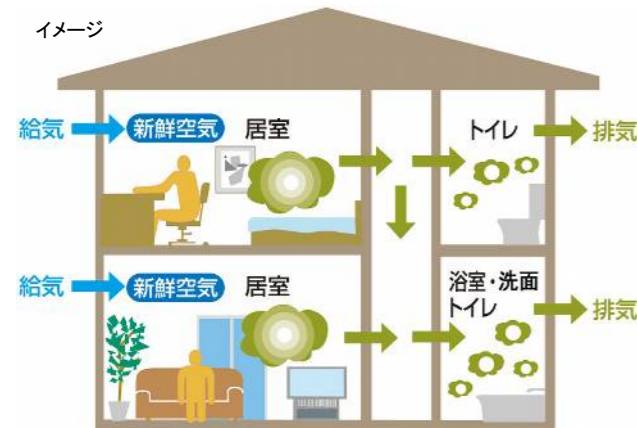 イメージ
給気
新鮮空気
居室
トイレ
排気
給気
新鮮空気
居室
浴室・洗面
トイレ
排気